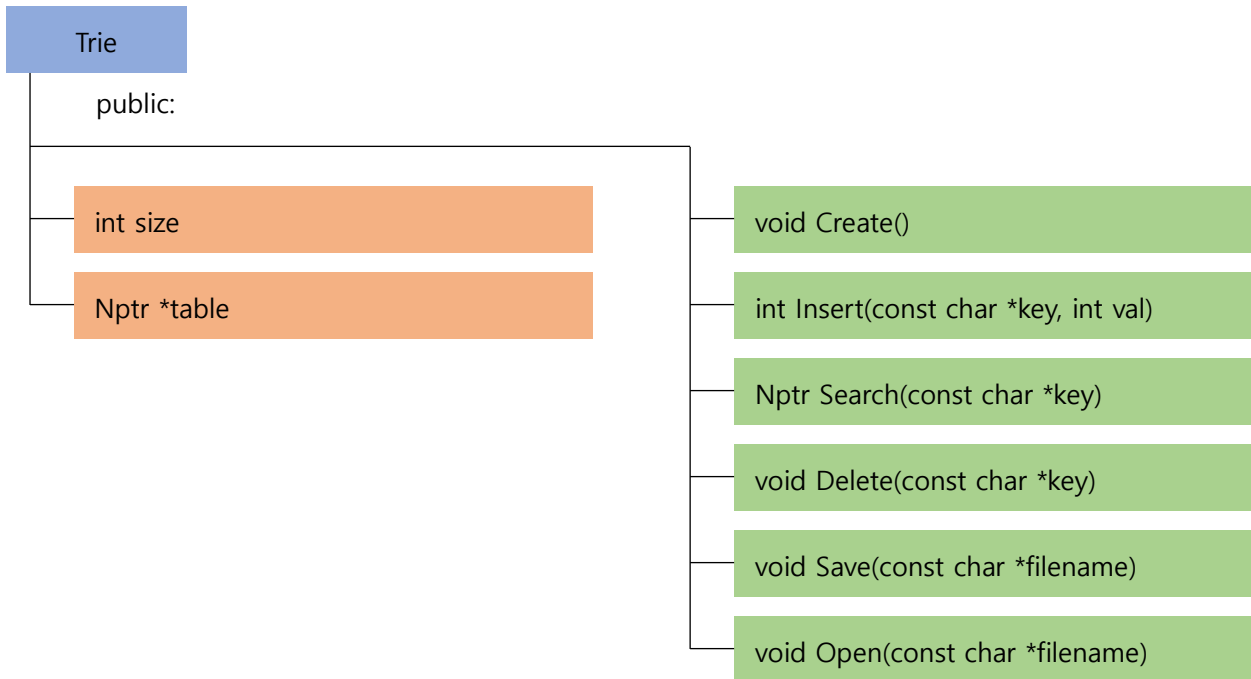 Trie
public:
int size
Nptr *table
void Create()
int Insert(const char *key, int val)
Nptr Search(const char *key)
void Delete(const char *key)
void Save(const char *filename)
void Open(const char *filename)